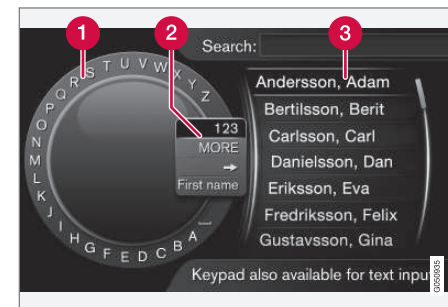 1
2
3
Search:
A B C D E F G H I J K L M N O P Q R S T U V W X Y Z
123
MORE
First name
Andersson, Adam
Bertilsson, Berit
Carlsson, Carl
Danielsson, Dan
Eriksson, Eva
Fredriksson, Felix
Gustavsson, Gina
Keypad also available for text input
G050935